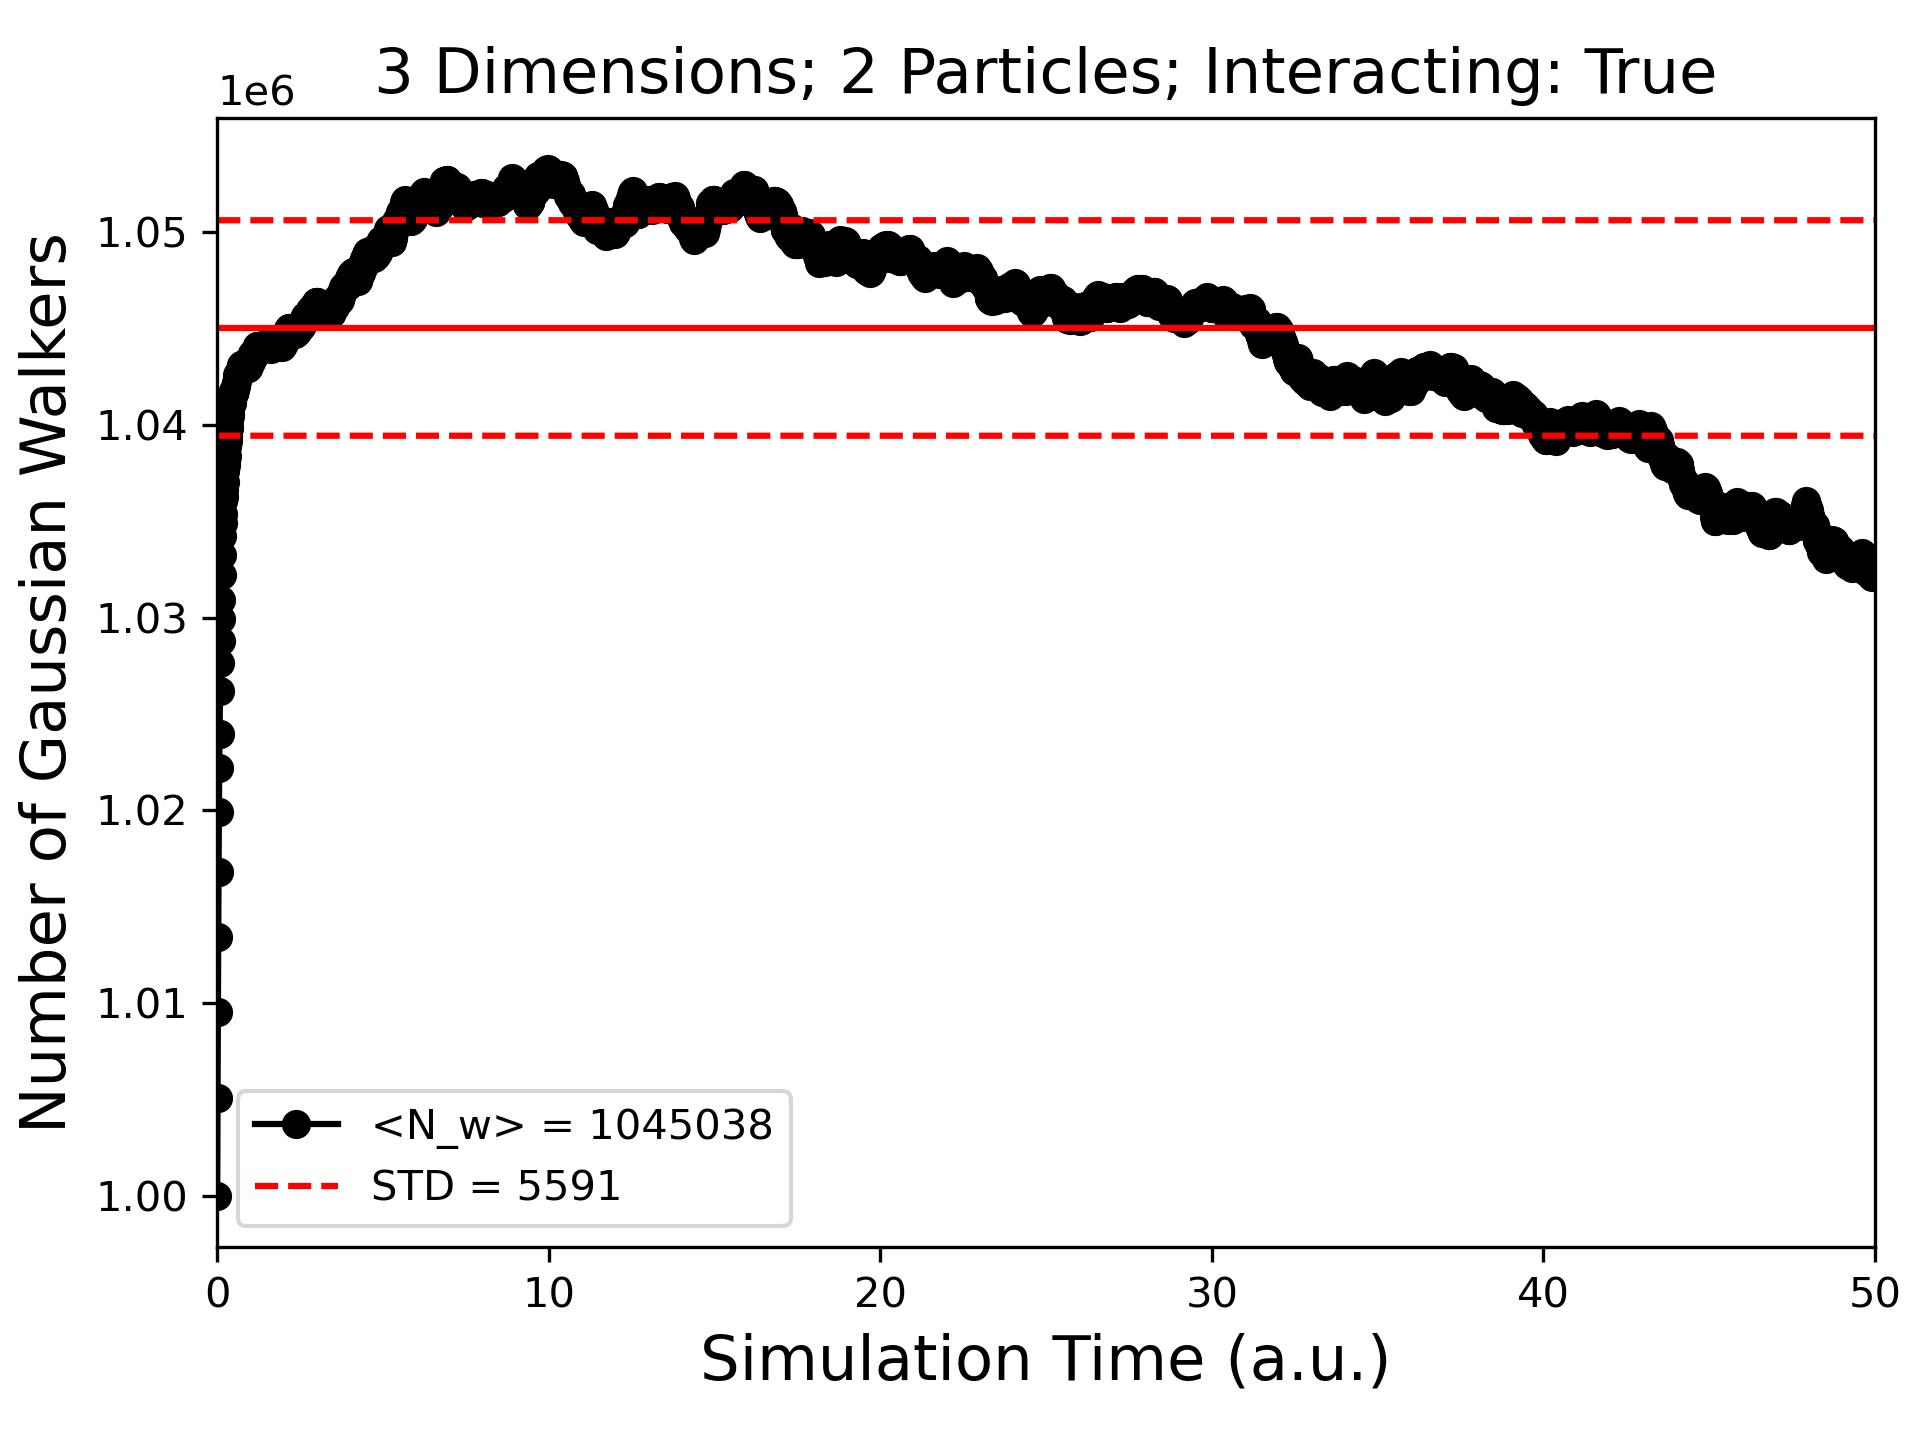 3 Dimensions; 2 Particles; Interacting: True
1e6
Number of Gaussian Walkers
1.05
1.04
1.03
1.02
1.01
1.00
<N_w> = 1045038
STD = 5591
0 10 20 30 40 50
Simulation Time (a.u.)